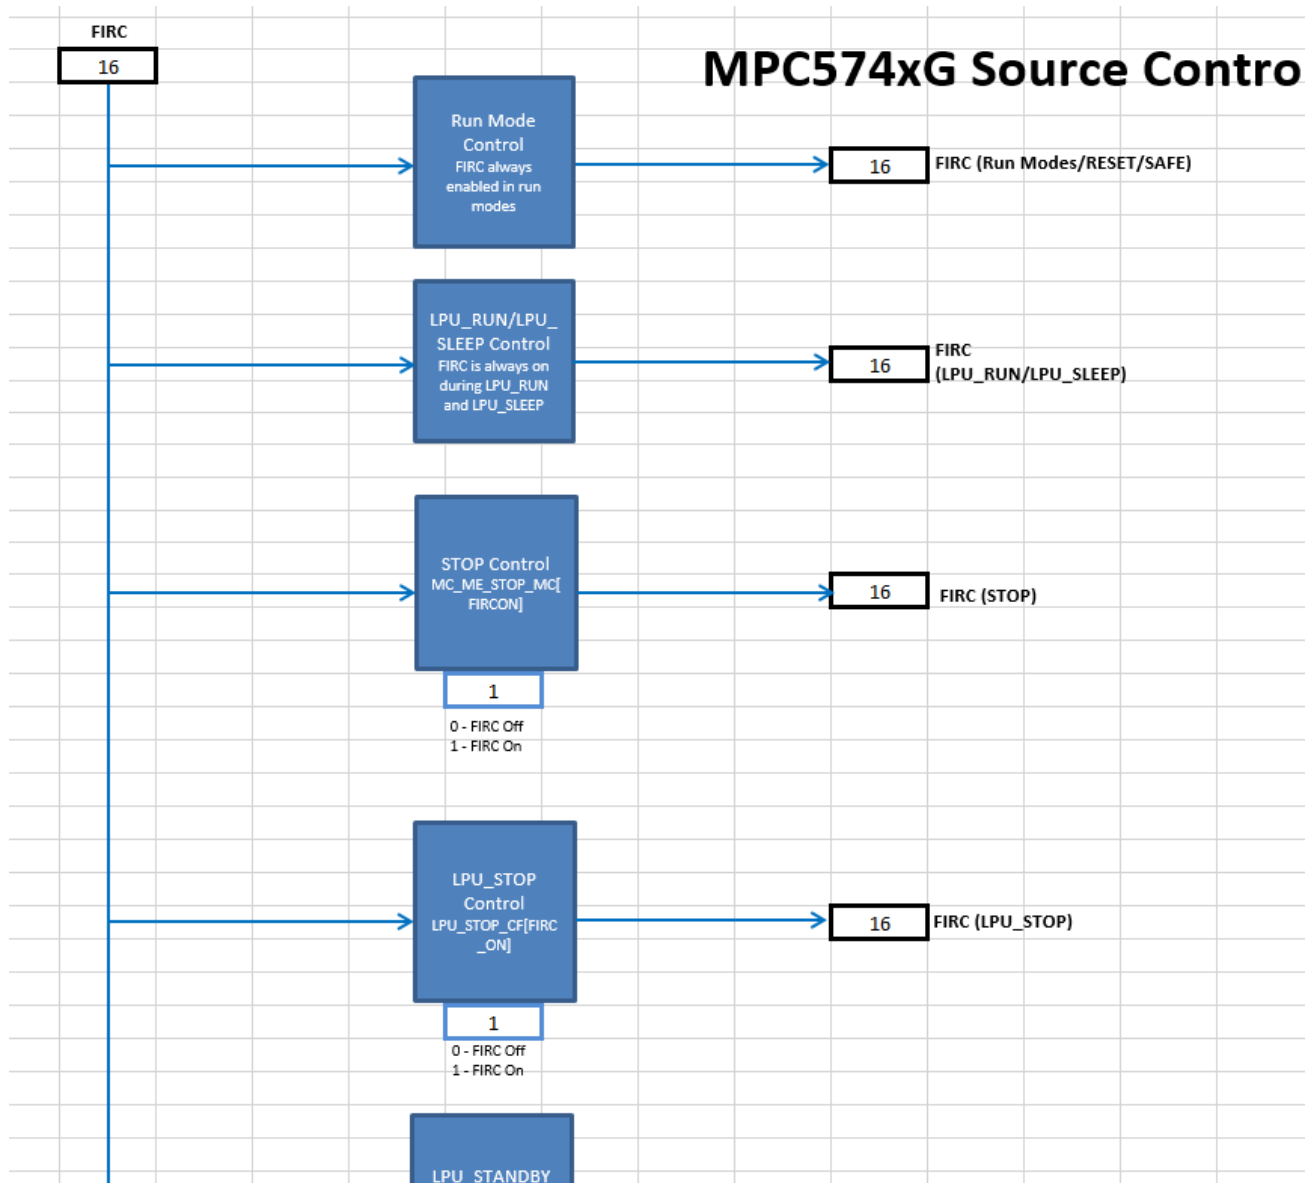 FIRC
16
MPC574xG Source Contro
Run Mode
Control
FIRC always
enabled in run
modes
16
FIRC (Run Modes/RESET/SAFE)
LPU_RUN/LPU_
SLEEP Control
FIRC is always on
during LPU_RUN
and LPU_SLEEP
16
FIRC
(LPU_RUN/LPU_SLEEP)
STOP Control
MC_ME_STOP_MC[
FIRCON]
16
FIRC (STOP)
1
0 - FIRC Off
1 - FIRC On
LPU_STOP
Control
LPU_STOP_CF[FIRC
_ON]
16
FIRC (LPU_STOP)
1
0 - FIRC Off
1 - FIRC On
LPU_STANDBY